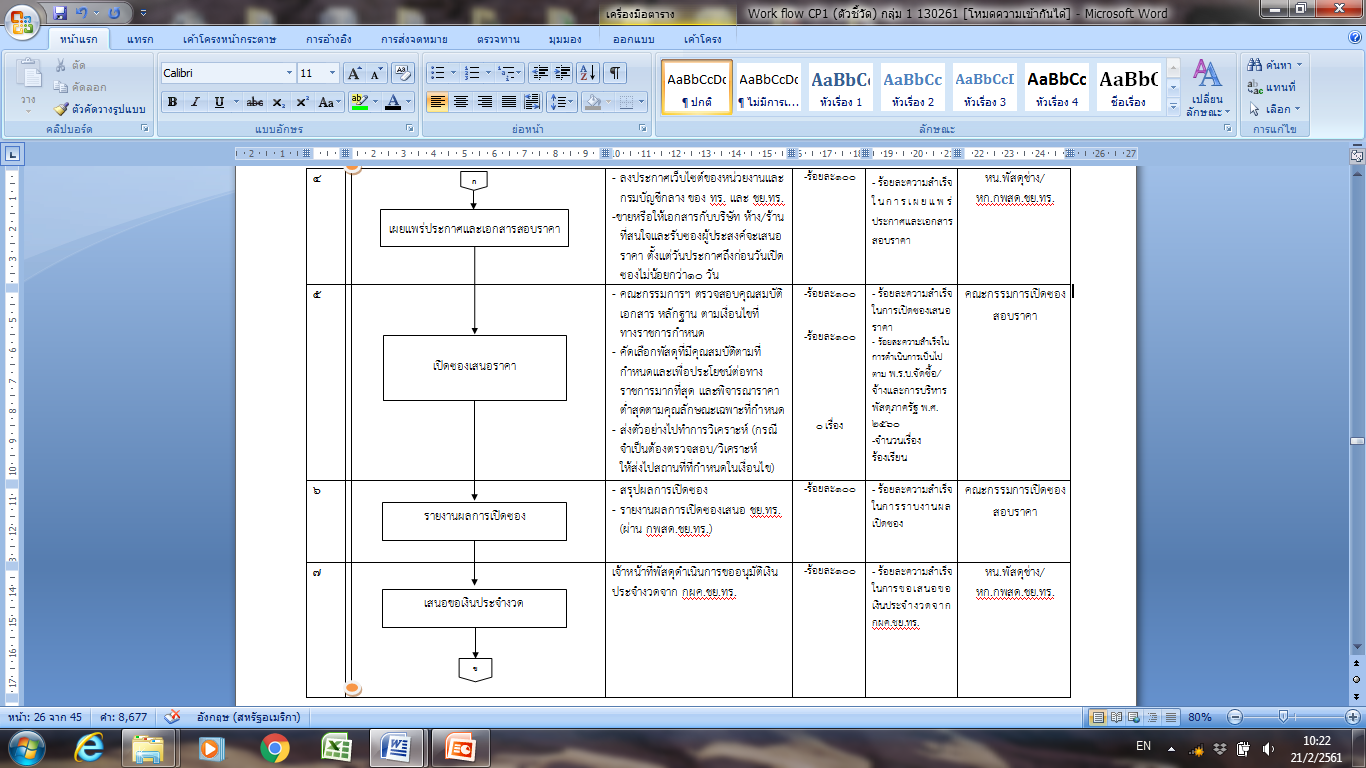 เครื่องมือตาราง
Work flow CP1 (ตัวชี้วัด) กลุ่ม 1 130261 [โหมดความเข้ากันได้] - Microsoft Word
หน้าแรก แทรก เค้าโครงหน้ากระดาษ การอ้างอิง การส่งจดหมาย ตรวจทาน มุมมอง ออกแบบ เค้าโครง
วาง
ตัด
คัดลอก
ตัวคัดวางรูปแบบ
คลิปบอร์ด
Calibri 11
แบบอักษร
ย่อหน้า
AaBbCcDc AaBbCcDc AaBbC AaBbCc AaBbCcI AaBbCc AaBbCc
¶ ปกติ ¶ ไม่มีการเ... หัวเรื่อง 1 หัวเรื่อง 2 หัวเรื่อง 3 หัวเรื่อง 4 ชื่อเรื่อง
ลักษณะ
เปลี่ยน
ลักษณะ
ค้นหา
แทนที่
เลือก
การแก้ไข
๔
ก
เผยแพร่ประกาศและเอกสารสอบราคา
- ลงประกาศเว็บไซต์ของหน่วยงานและ
กรมบัญชีกลาง ของ ทร. และ ชย.ทร.
-ขายหรือให้เอกสารกับบริษัท ห้าง/ร้าน
ที่สนใจและรับซองผู้ประสงค์จะเสนอ
ราคา ตั้งแต่วันประกาศถึงก่อนวันเปิด
ซองไม่น้อยกว่า๑๐ วัน
-ร้อยละ๑๐๐
- ร้อยละความสำเร็จ
ในการเผยแพร่
ประกาศและเอกสาร
สอบราคา
หน.พัสดุช่าง/
หก.กพสด.ชย.ทร.
๕
เปิดซองเสนอราคา
- คณะกรรมการฯ ตรวจสอบคุณสมบัติ
เอกสาร หลักฐาน ตามเงื่อนไขที่
ทางราชการกำหนด
- คัดเลือกพัสดุที่มีคุณสมบัติตามที่
กำหนดและเพื่อประโยชน์ต่อทาง
ราชการมากที่สุด และพิจารณาราคา
ต่ำสุดตามคุณลักษณะเฉพาะที่กำหนด
- ส่งตัวอย่างไปทำการวิเคราะห์ (กรณี
จำเป็นต้องตรวจสอบ/วิเคราะห์
ให้ส่งไปสถานที่ที่กำหนดในเงื่อนไข)
-ร้อยละ๑๐๐
-ร้อยละ๑๐๐
๐ เรื่อง
- ร้อยละความสำเร็จ
ในการเปิดซองเสนอ
ราคา
- ร้อยละความสำเร็จใน
การดำเนินการเป็นไป
ตาม พ.ร.บ.จัดซื้อ/
จ้างและการบริหาร
พัสดุภาครัฐ พ.ศ.
๒๕๖๐
-จำนวนเรื่อง
ร้องเรียน
คณะกรรมการเปิดซอง
สอบราคา
๖
รายงานผลการเปิดซอง
- สรุปผลการเปิดซอง
- รายงานผลการเปิดซองเสนอ ชย.ทร.
(ผ่าน กพสด.ชย.ทร.)
-ร้อยละ๑๐๐
- ร้อยละความสำเร็จ
ในการรายงานผล
เปิดซอง
คณะกรรมการเปิดซอง
สอบราคา
๗
เสนอขอเงินประจำงวด
ข
เจ้าหน้าที่พัสดุดำเนินการขออนุมัติเงิน
ประจำงวดจาก กผค.ชย.ทร.
-ร้อยละ๑๐๐
- ร้อยละความสำเร็จ
ในการขอเสนอขอ
เงินประจำงวดจาก
กผค.ชย.ทร.
หน.พัสดุช่าง/
หก.กพสด.ชย.ทร.
หน้า: 26 จาก 45 คำ: 8,677 อังกฤษ (สหรัฐอเมริกา) 80%
EN 10:22
21/2/2561